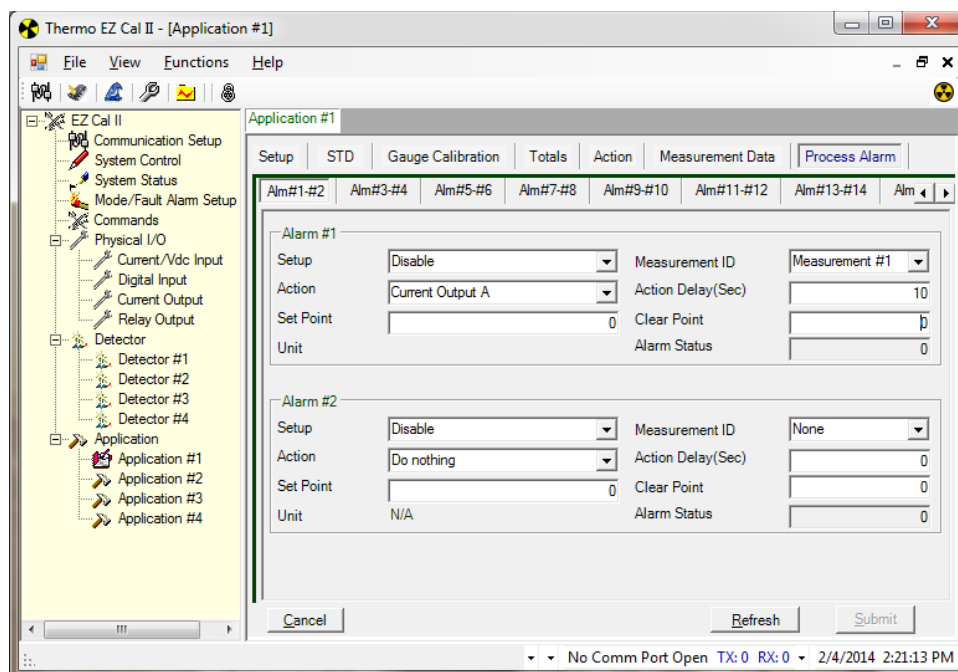 Thermo EZ Cal II - [Application #1]
File View Functions Help
EZ Cal II
Communication Setup
System Control
System Status
Mode/Fault Alarm Setup
Commands
Physical I/O
Current/Vdc Input
Digital Input
Current Output
Relay Output
Detector
Detector #1
Detector #2
Detector #3
Detector #4
Application
Application #1
Application #2
Application #3
Application #4
Application #1
Setup STD Gauge Calibration Totals Action Measurement Data Process Alarm
Alm#1-#2 Alm#3-#4 Alm#5-#6 Alm#7-#8 Alm#9-#10 Alm#11-#12 Alm#13-#14 Alm
Alarm #1
Setup Disable Measurement ID Measurement #1
Action Current Output A Action Delay(Sec) 10
Set Point 0 Clear Point 0
Unit Alarm Status 0
Alarm #2
Setup Disable Measurement ID None
Action Do nothing Action Delay(Sec) 0
Set Point 0 Clear Point 0
Unit N/A Alarm Status 0
Cancel Refresh Submit
No Comm Port Open TX: 0 RX: 0 2/4/2014 2:21:13 PM